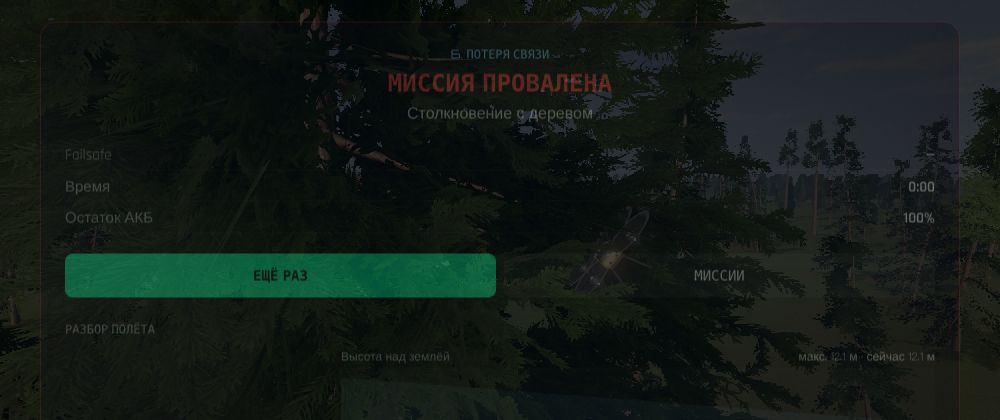 ПОТЕРЯ СВЯЗИ
МИССИЯ ПРОВАЛЕНА
Столкновение с деревом
Failsafe
Время 0:00
Остаток АКБ 100%
ЕЩЁ РАЗ МИССИИ
РАЗБОР ПОЛЁТА
Высота над землёй макс. 12.1 м · сейчас 12.1 м